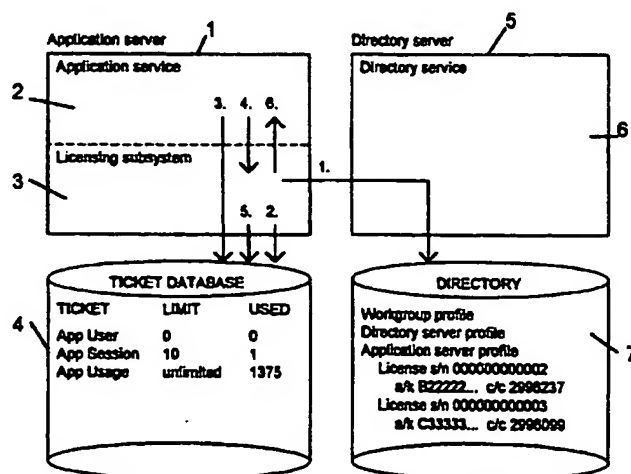 1
Application server
Application service
2
3. 4. 6.
Licensing subsystem
3
5. 2.
1.
5
Directory server
Directory service
6
TICKET DATABASE
TICKET LIMIT USED
4
App User 0 0
App Session 10 1
App Usage unlimited 1375
DIRECTORY
Workgroup profile
Directory server profile
Application server profile
7
License s/n 000000000002
a/k B22222... c/c 2998237
License s/n 000000000003
a/k C33333... c/c 2998099